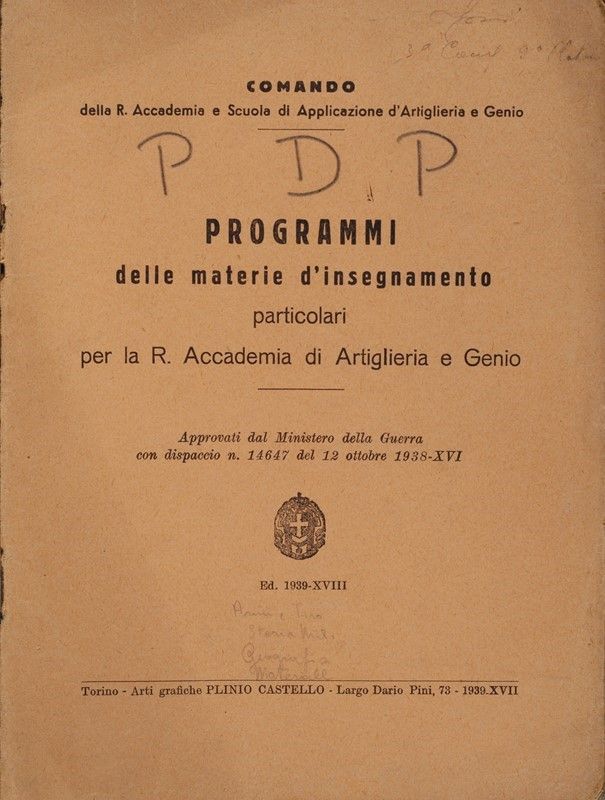 COMANDO
della R. Accademia e Scuola di Applicazione d'Artiglieria e Genio
P D P
PROGRAMMI
delle materie d'insegnamento
particolari
per la R. Accademia di Artiglieria e Genio
Approvati dal Ministero della Guerra
con dispaccio n. 14647 del 12 ottobre 1938-XVI
Ed. 1939-XVIII
Storia Mil.
Torino - Arti grafiche PLINIO CASTELLO - Largo Dario Pini, 73 - 1939.XVII